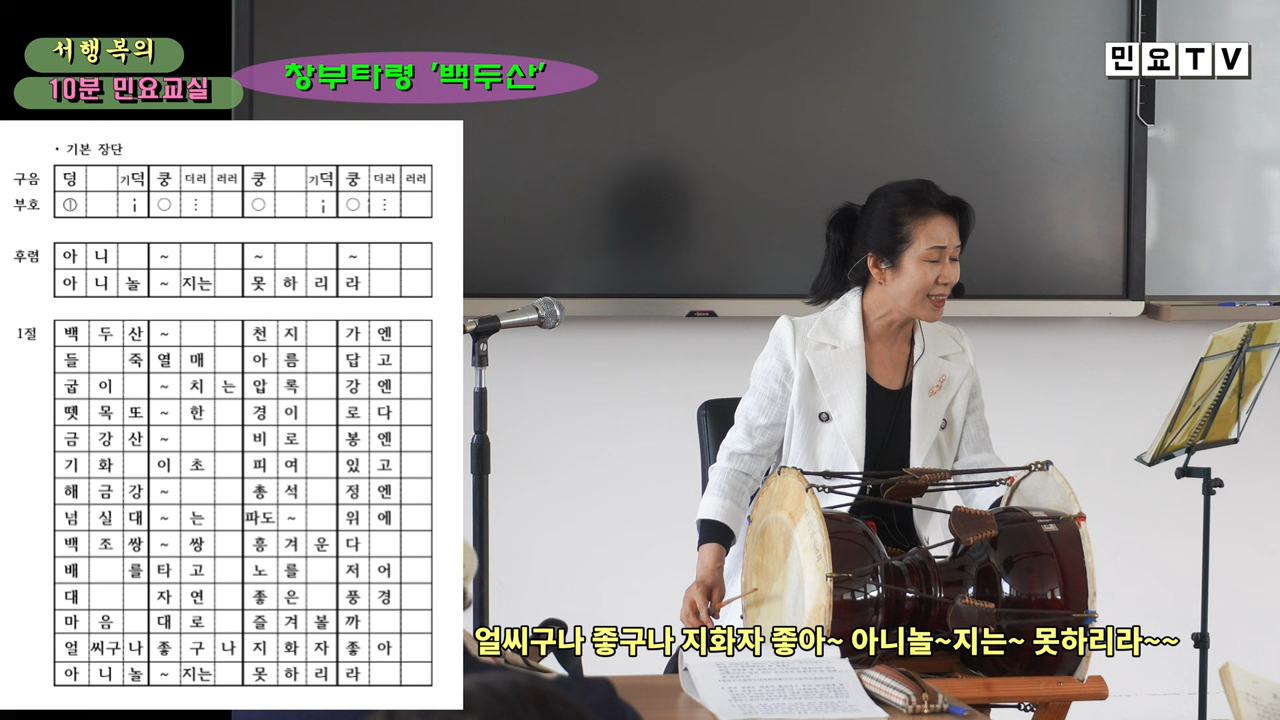 서행복의
10분 민요교실
창부타령 '백두산'
민요TV
• 기본 장단
구음 덩 기덕 쿵 더러 러러 쿵 기덕 쿵 더러 러러
부호 ⦶ ¡ ○ ⋮ ○ ¡ ○ ⋮
후렴 아 니 ~ ~ ~
아 니 놀 ~ 지는 못 하 리 라
1절 백 두 산 ~ 천 지 가 엔
들 죽 열 매 아 름 답 고
굽 이 ~ 치 는 압 록 강 엔
뗏 목 또 ~ 한 경 이 로 다
금 강 산 ~ 비 로 봉 엔
기 화 이 초 피 여 있 고
해 금 강 ~ 총 석 정 엔
넘 실 대 ~ 는 파도 ~ 위 에
백 조 쌍 ~ 쌍 흥 겨 운 다
배 를 타 고 노 를 저 어
대 자 연 좋 은 풍 경
마 음 대 로 즐 겨 볼 까
얼 씨구 나 좋 구 나 지 화 자 좋 아
아 니 놀 ~ 지는 못 하 리 라
얼씨구나 좋구나 지화자 좋아~ 아니놀~지는~ 못하리라~~